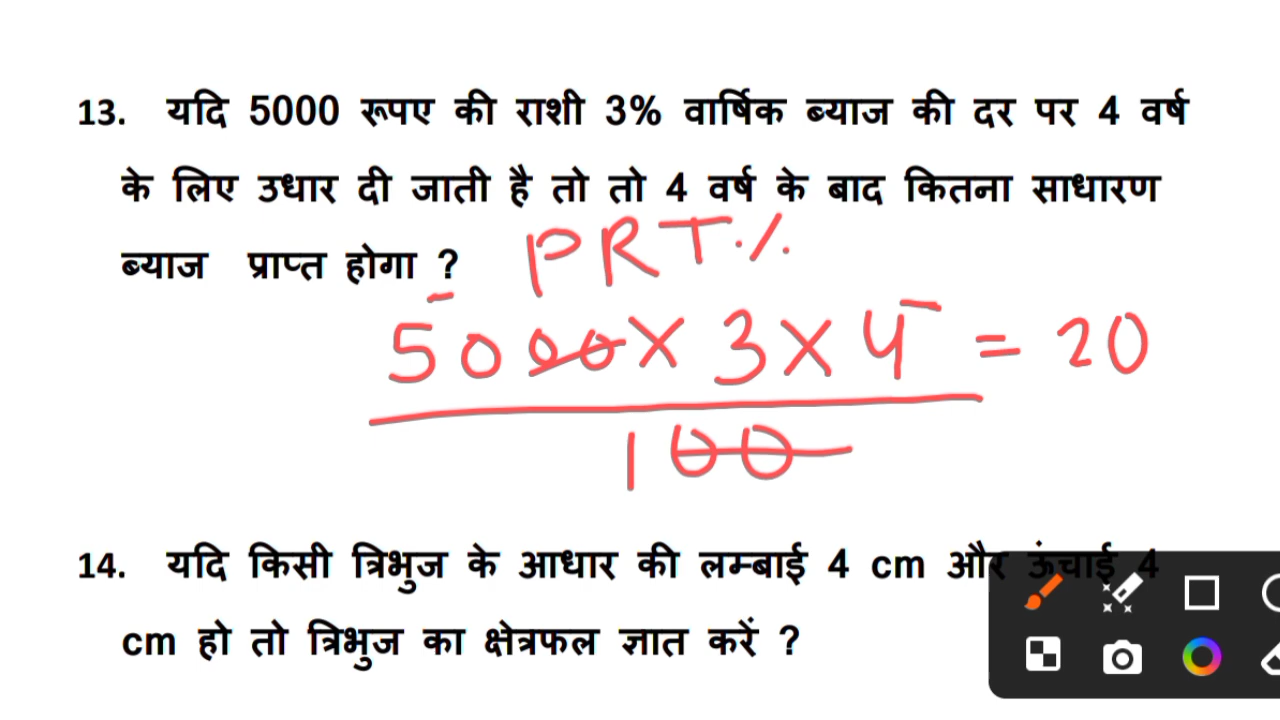 13. यदि 5000 रूपए की राशी 3% वार्षिक ब्याज की दर पर 4 वर्ष
के लिए उधार दी जाती है तो तो 4 वर्ष के बाद कितना साधारण
ब्याज प्राप्त होगा ?
PRT%
5000 × 3 × 4 = 20
100
14. यदि किसी त्रिभुज के आधार की लम्बाई 4 cm और ऊंचाई 4
cm हो तो त्रिभुज का क्षेत्रफल ज्ञात करें ?